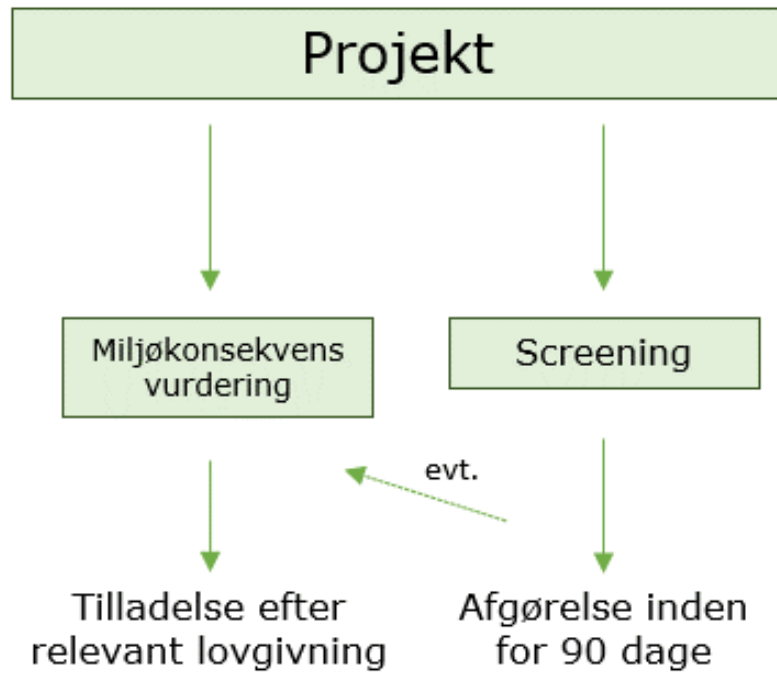 Projekt
Miljøkonsekvens
vurdering
Screening
evt.
Tilladelse efter
relevant lovgivning
Afgørelse inden
for 90 dage